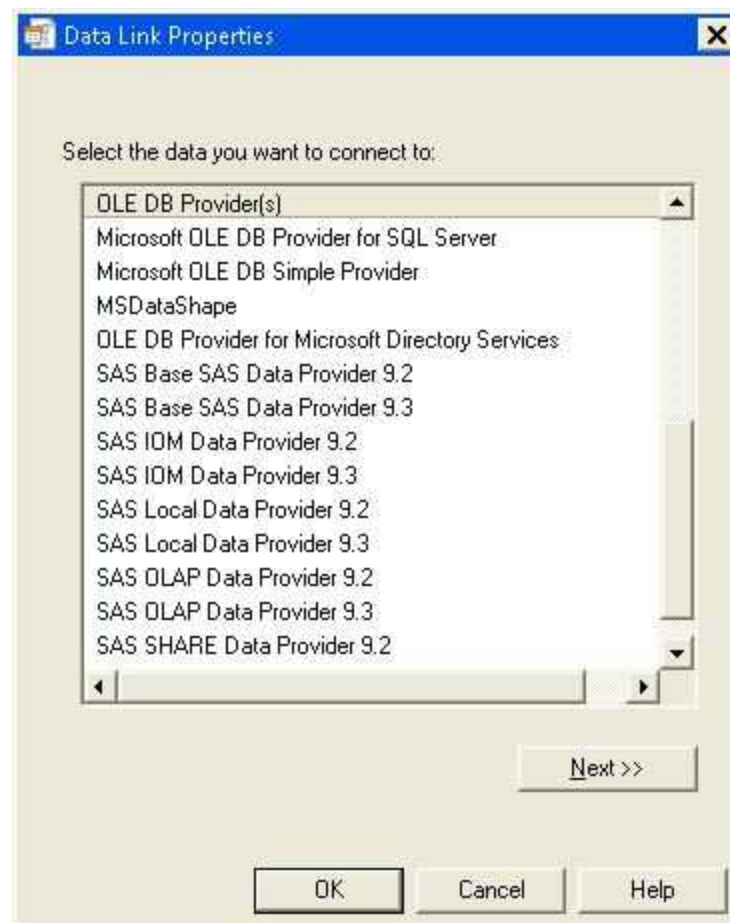 Data Link Properties
Select the data you want to connect to:
OLE DB Provider(s)
Microsoft OLE DB Provider for SQL Server
Microsoft OLE DB Simple Provider
MSDataShape
OLE DB Provider for Microsoft Directory Services
SAS Base SAS Data Provider 9.2
SAS Base SAS Data Provider 9.3
SAS IOM Data Provider 9.2
SAS IOM Data Provider 9.3
SAS Local Data Provider 9.2
SAS Local Data Provider 9.3
SAS OLAP Data Provider 9.2
SAS OLAP Data Provider 9.3
SAS SHARE Data Provider 9.2
Next >>
OK Cancel Help